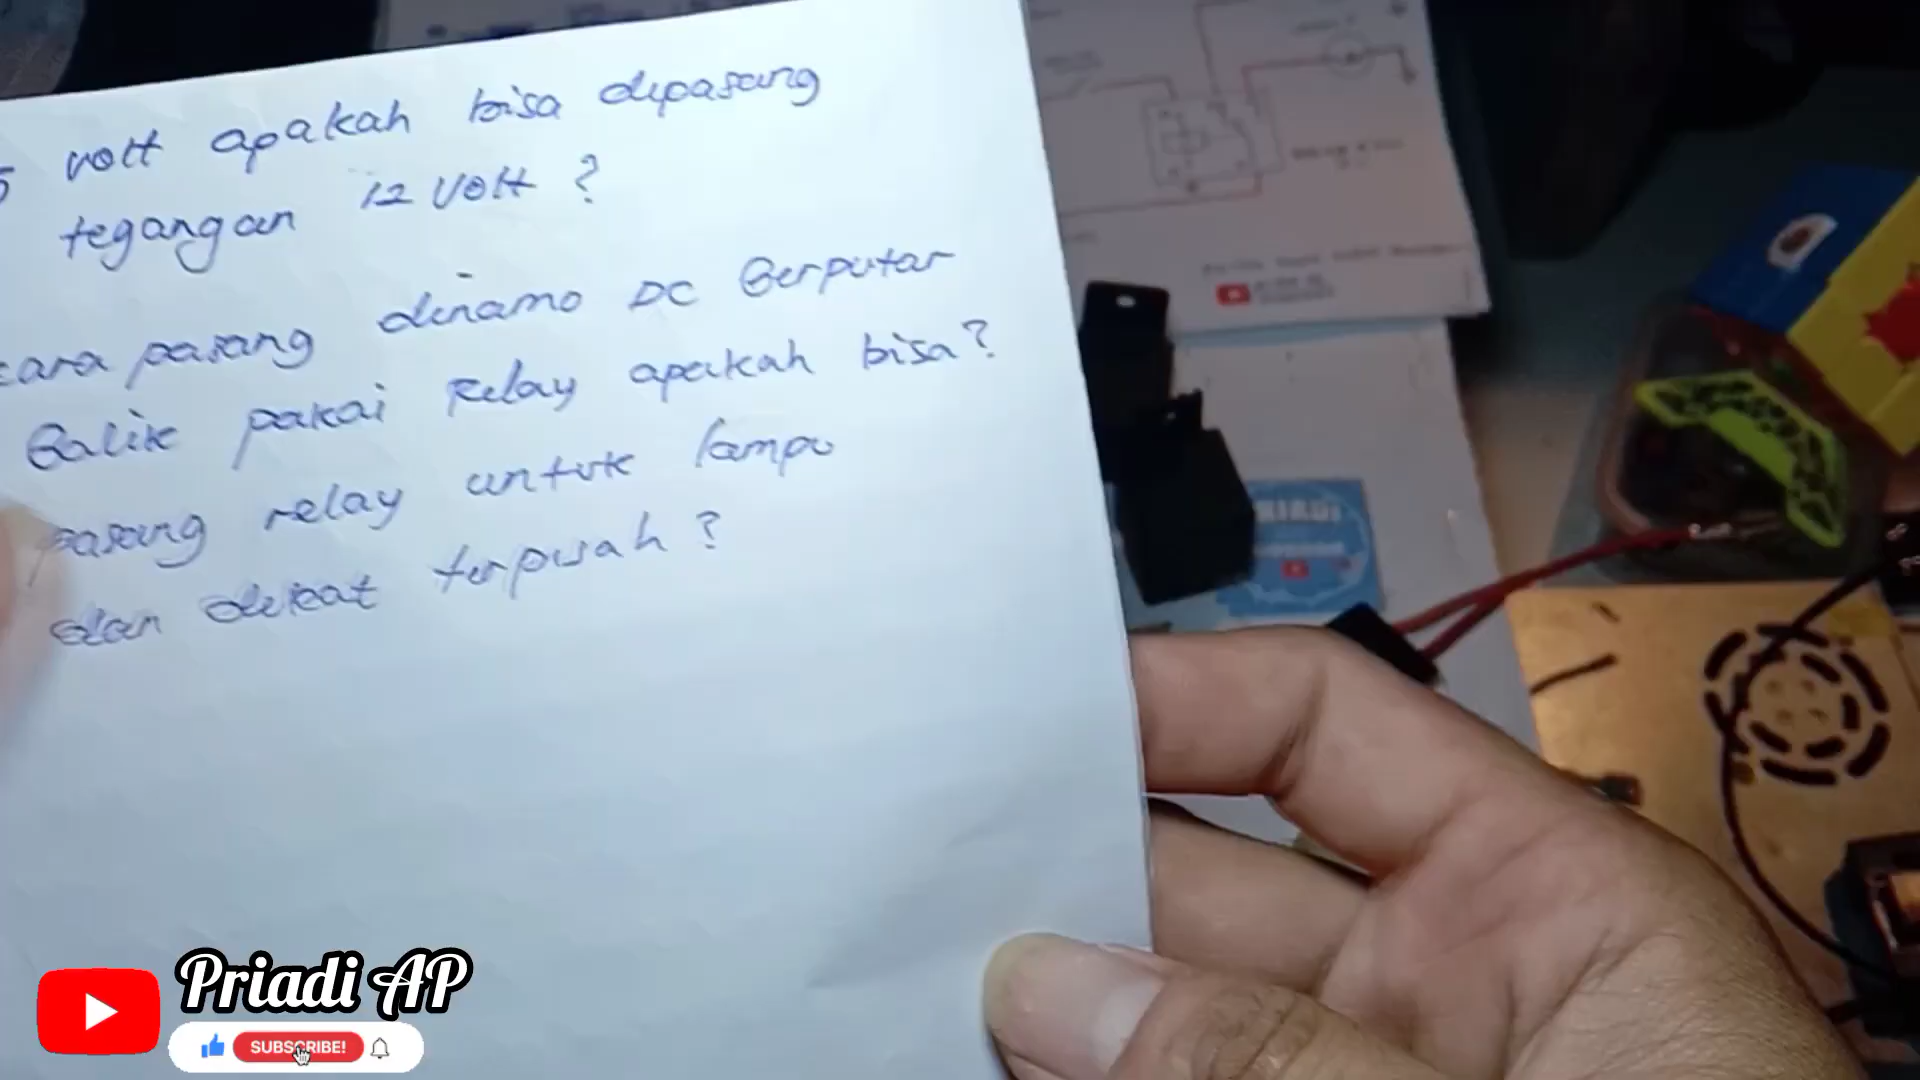 5 volt apakah bisa dipasang
tegangan 12 Volt ?
cara pasang dinamo DC Berputar
Balik pakai Relay apakah bisa?
pasang relay untuk lampu
dan dekat terpisah ?
Priadi AP
SUBSCRIBE!